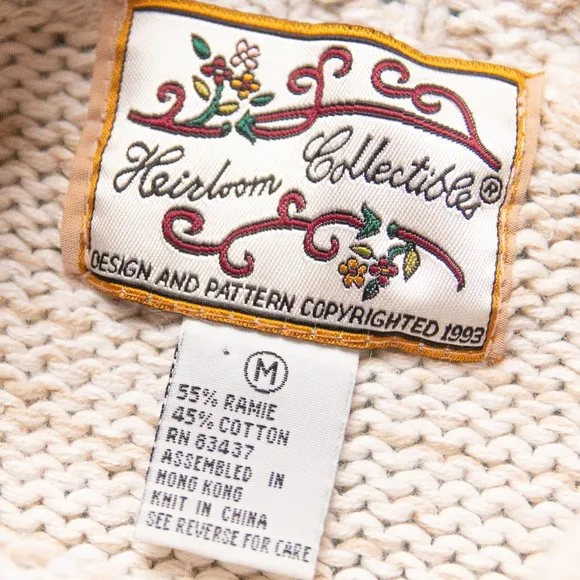 Heirloom Collectibles®
DESIGN AND PATTERN COPYRIGHTED 1993
M
55% RAMIE
45% COTTON
RN 83437
ASSEMBLED IN
HONG KONG
KNIT IN CHINA
SEE REVERSE FOR CARE